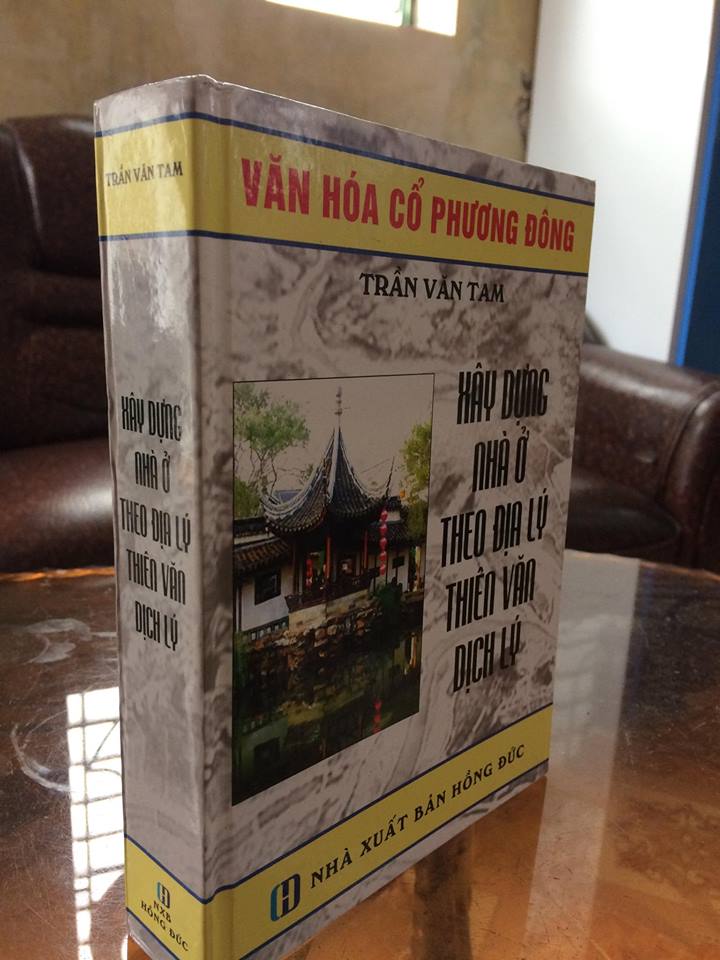 TRẦN VĂN TAM
XÂY DỰNG
NHÀ Ở
THEO ĐỊA LÝ
THIÊN VĂN
DỊCH LÝ
NXB
HỒNG ĐỨC
VĂN HÓA CỔ PHƯƠNG ĐÔNG
TRẦN VĂN TAM
XÂY DỰNG
NHÀ Ở
THEO ĐỊA LÝ
THIÊN VĂN
DỊCH LÝ
NHÀ XUẤT BẢN HỒNG ĐỨC